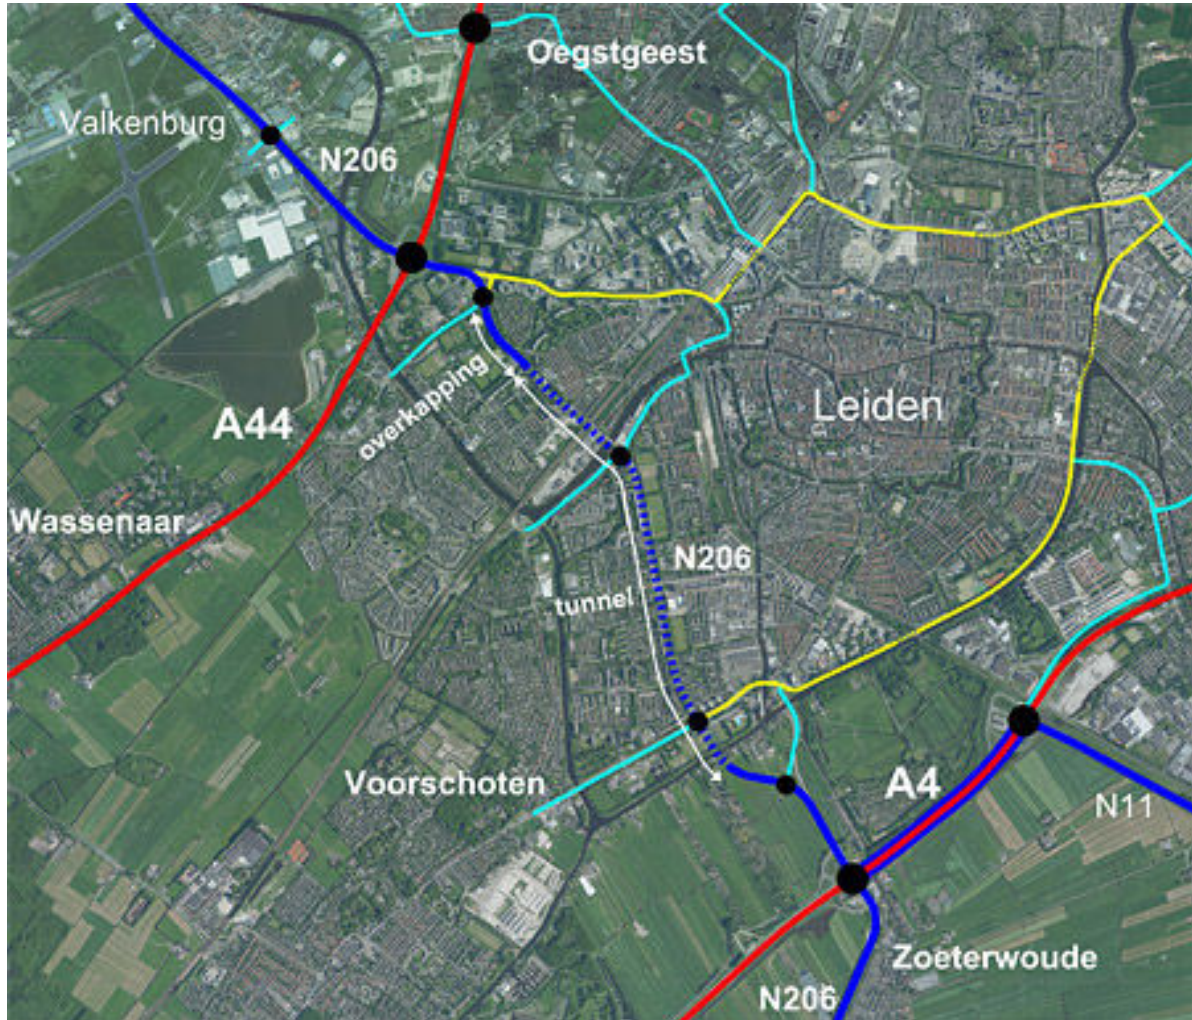 Oegstgeest
Valkenburg
N206
overkapping
A44
Leiden
Wassenaar
N206
tunnel
Voorschoten
A4
N11
Zoeterwoude
N206